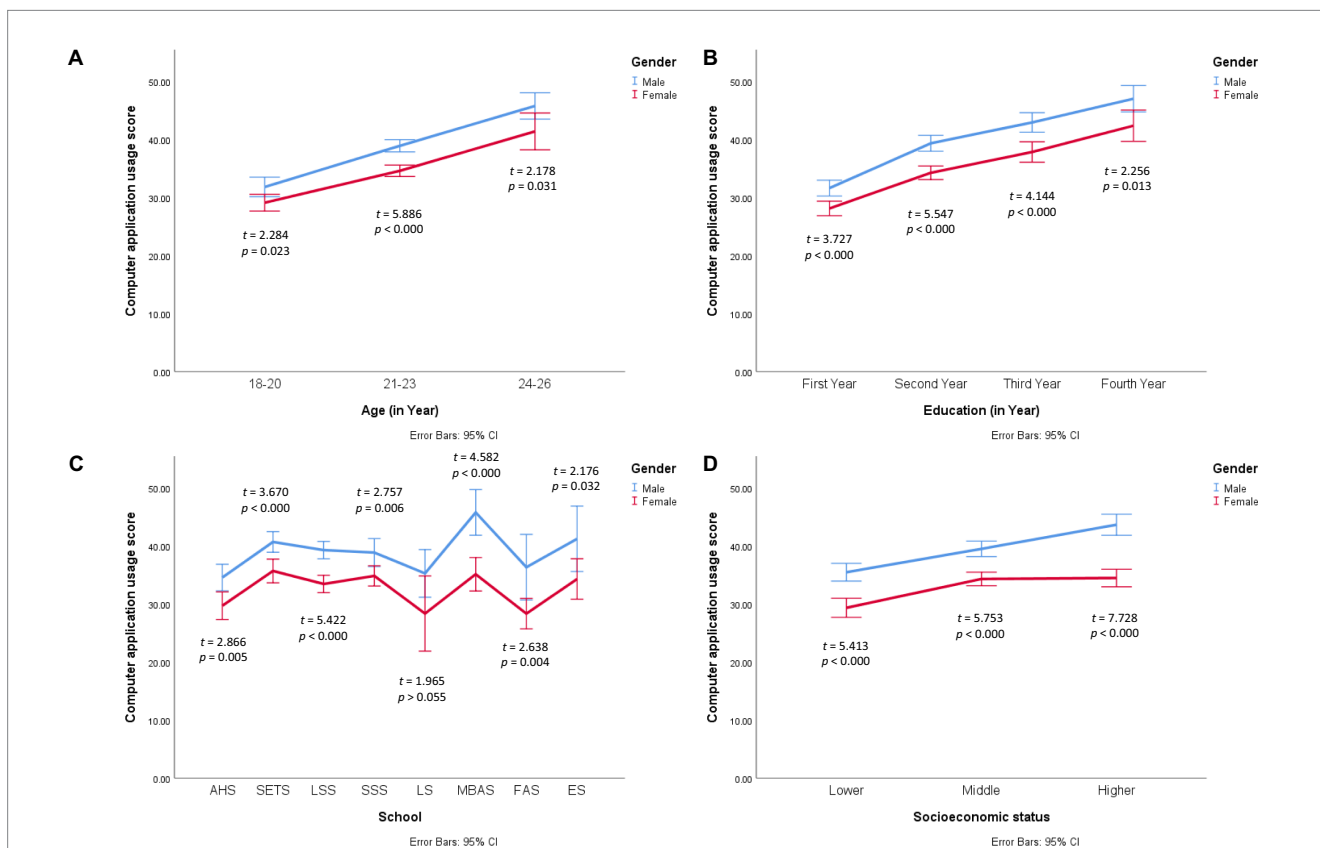 A
Computer application usage score
50.00
40.00
30.00
20.00
10.00
0.00
Gender
Male
Female
t = 2.284
p = 0.023
t = 5.886
p < 0.000
t = 2.178
p = 0.031
18-20
21-23
24-26
Age (in Year)
Error Bars: 95% CI
B
Computer application usage score
50.00
40.00
30.00
20.00
10.00
0.00
Gender
Male
Female
t = 3.727
p < 0.000
t = 5.547
p < 0.000
t = 4.144
p < 0.000
t = 2.256
p = 0.013
First Year
Second Year
Third Year
Fourth Year
Education (in Year)
Error Bars: 95% CI
C
Computer application usage score
50.00
40.00
30.00
20.00
10.00
0.00
Gender
Male
Female
t = 2.866
p = 0.005
t = 3.670
p < 0.000
t = 5.422
p < 0.000
t = 2.757
p = 0.006
t = 1.965
p > 0.055
t = 4.582
p < 0.000
t = 2.638
p = 0.004
t = 2.176
p = 0.032
AHS
SETS
LSS
SSS
LS
MBAS
FAS
ES
School
Error Bars: 95% CI
D
Computer application usage score
50.00
40.00
30.00
20.00
10.00
0.00
Gender
Male
Female
t = 5.413
p < 0.000
t = 5.753
p < 0.000
t = 7.728
p < 0.000
Lower
Middle
Higher
Socioeconomic status
Error Bars: 95% CI